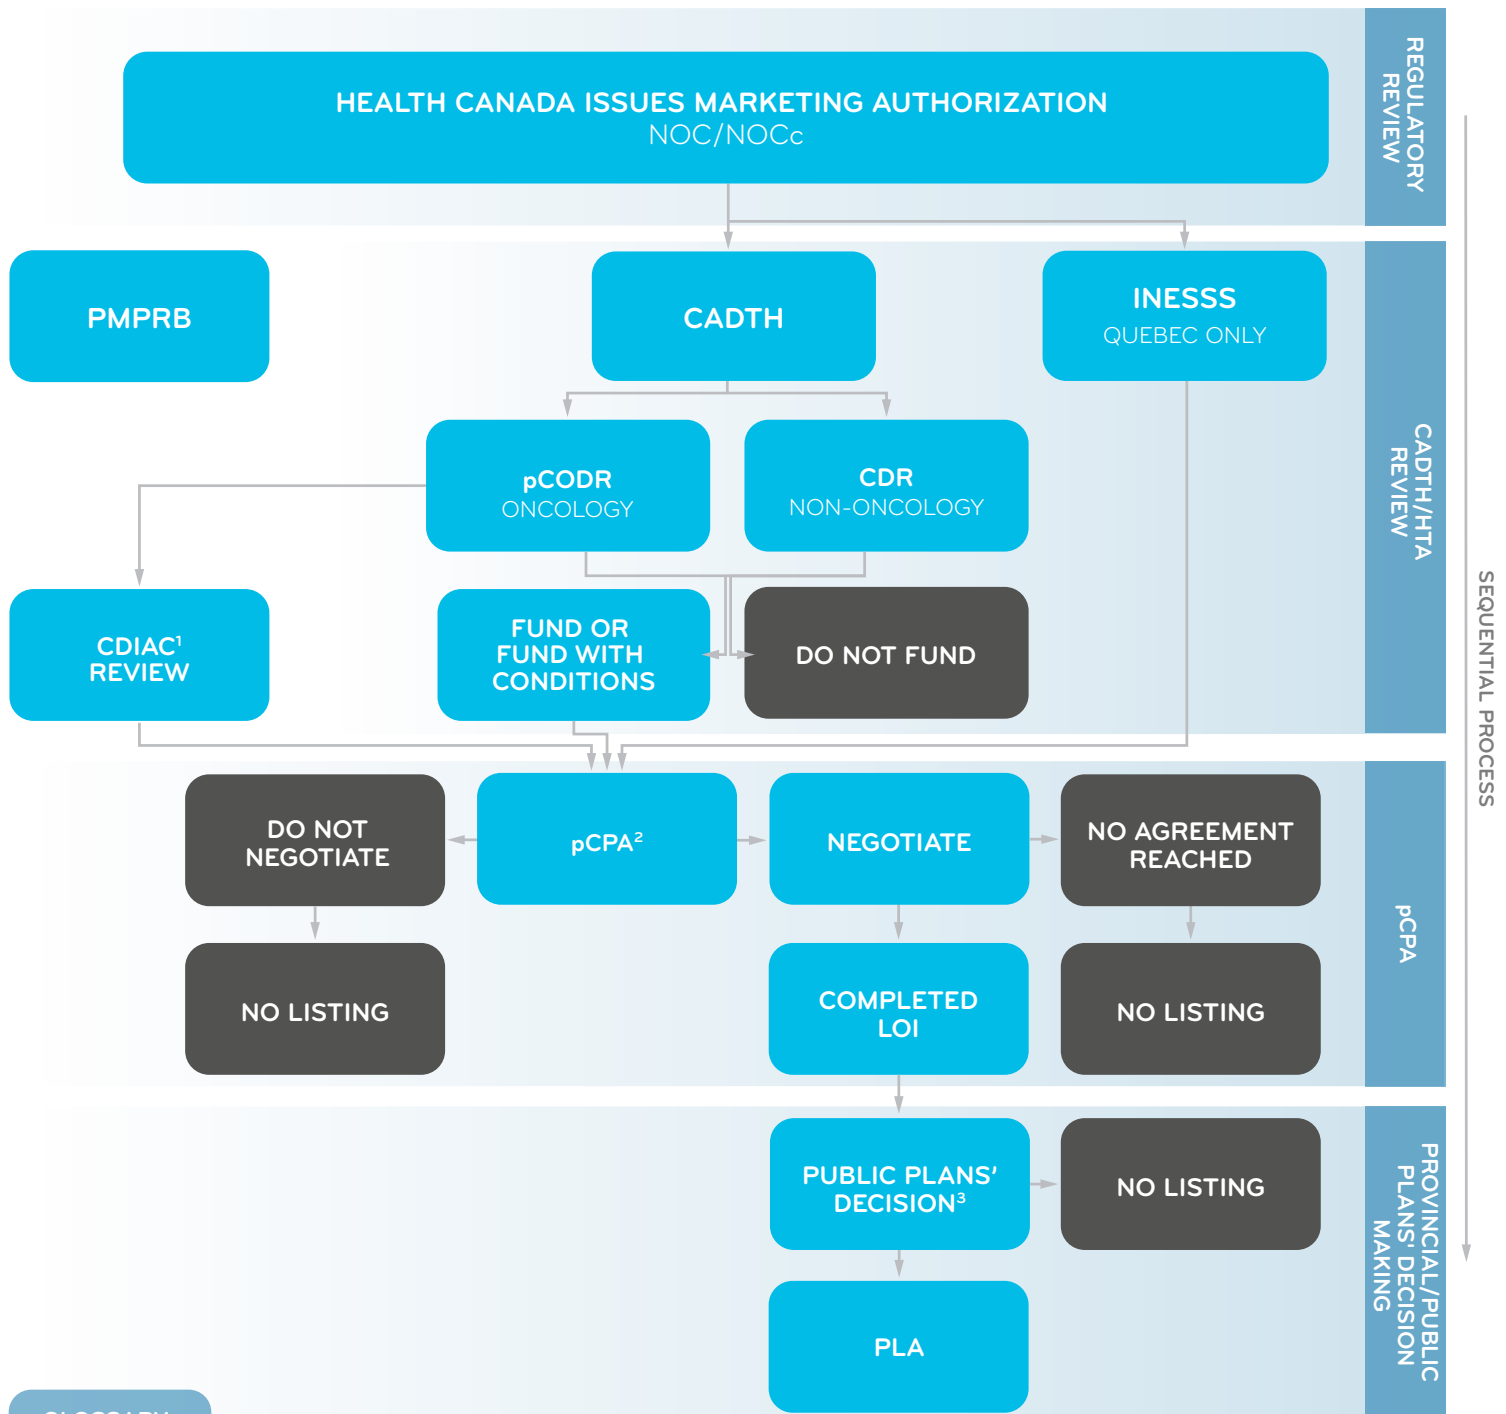 HEALTH CANADA ISSUES MARKETING AUTHORIZATION
NOC/NOCc
REGULATORY
REVIEW
PMPRB
CADTH
INESSS
QUEBEC ONLY
pCODR
ONCOLOGY
CDR
NON-ONCOLOGY
CADTH/HTA
REVIEW
CDIAC¹
REVIEW
FUND OR
FUND WITH
CONDITIONS
DO NOT FUND
SEQUENTIAL PROCESS
DO NOT
NEGOTIATE
pCPA²
NEGOTIATE
NO AGREEMENT
REACHED
pCPA
NO LISTING
COMPLETED
LOI
NO LISTING
PUBLIC PLANS'
DECISION³
NO LISTING
PROVINCIAL/PUBLIC
PLANS' DECISION
MAKING
PLA
GLOSSARY